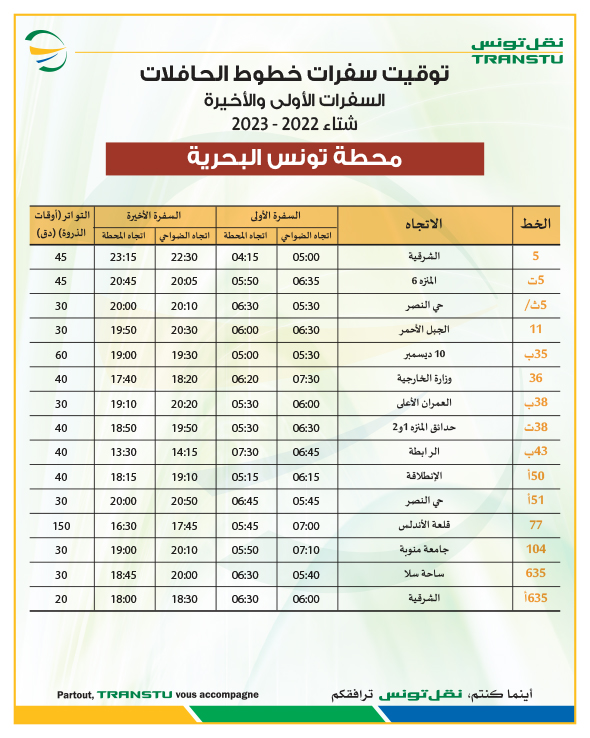 نقل تونس
TRANSTU
توقيت سفرات خطوط الحافلات
السفرات الأولى والأخيرة
شتاء 2022 - 2023
محطة تونس البحرية
الخط الاتجاه السفرة الأولى السفرة الأخيرة التواتر (أوقات الذروة) (دق)
اتجاه الضواحي اتجاه المحطة اتجاه الضواحي اتجاه المحطة
5 الشرقية 05:00 04:15 22:30 23:15 45
5ت المنزه 6 06:35 05:50 20:05 20:45 45
5ث/ حي النصر 05:30 06:30 20:10 20:00 30
11 الجبل الأحمر 06:30 06:00 20:30 19:50 30
35ب 10 ديسمبر 05:30 05:00 19:30 19:00 60
36 وزارة الخارجية 07:30 06:20 18:20 17:40 40
38ب العمران الأعلى 06:00 05:30 20:20 19:10 30
38ت حدائق المنزه 1و2 06:30 05:30 19:50 18:50 40
43ب الرابطة 06:45 07:30 14:15 13:30 40
50أ الإنطلاقة 06:15 05:15 19:10 18:15 40
51أ حي النصر 05:45 06:45 20:50 20:00 30
77 قلعة الأندلس 07:00 05:45 17:45 16:30 150
104 جامعة منوبة 07:10 05:50 20:10 19:00 30
635 ساحة سلا 05:40 06:30 20:00 18:45 30
635أ الشرقية 06:00 06:30 18:30 18:00 20
أينما كنتم، نقل تونس ترافقكم
Partout, TRANSTU vous accompagne